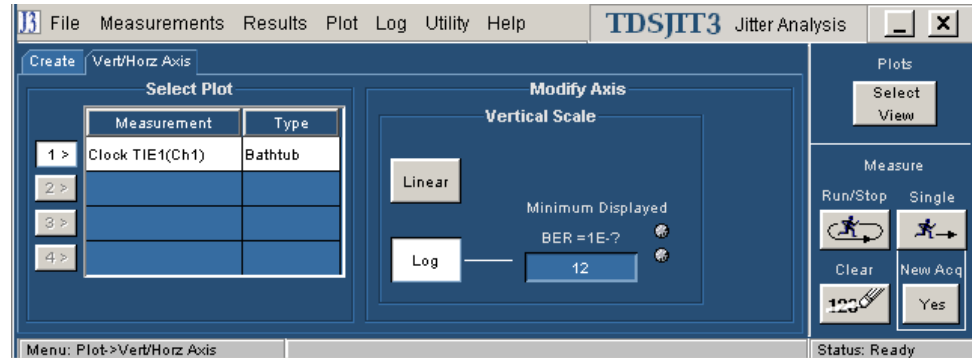 J3 File Measurements Results Plot Log Utility Help TDSJIT3 Jitter Analysis
Create Vert/Horz Axis
Select Plot
Measurement Type
1 > Clock TIE1(Ch1) Bathtub
2 >
3 >
4 >
Modify Axis
Vertical Scale
Linear
Log
Minimum Displayed
BER =1E-?
12
Plots
Select
View
Measure
Run/Stop Single
Clear New Acq
123 Yes
Menu: Plot->Vert/Horz Axis Status: Ready